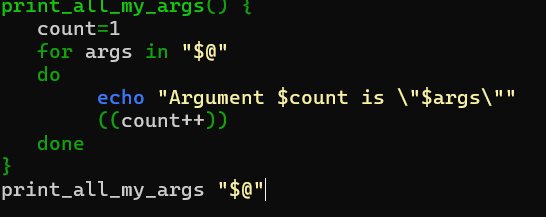 print_all_my_args() {
count=1
for args in "$@"
do
echo "Argument $count is \"$args\""
((count++))
done
}
print_all_my_args "$@"